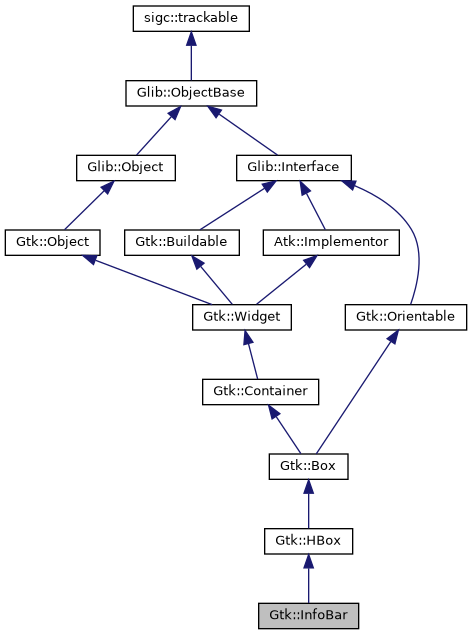 sigc::trackable
Glib::ObjectBase
Glib::Object
Glib::Interface
Gtk::Object
Gtk::Buildable
Atk::Implementor
Gtk::Widget
Gtk::Orientable
Gtk::Container
Gtk::Box
Gtk::HBox
Gtk::InfoBar